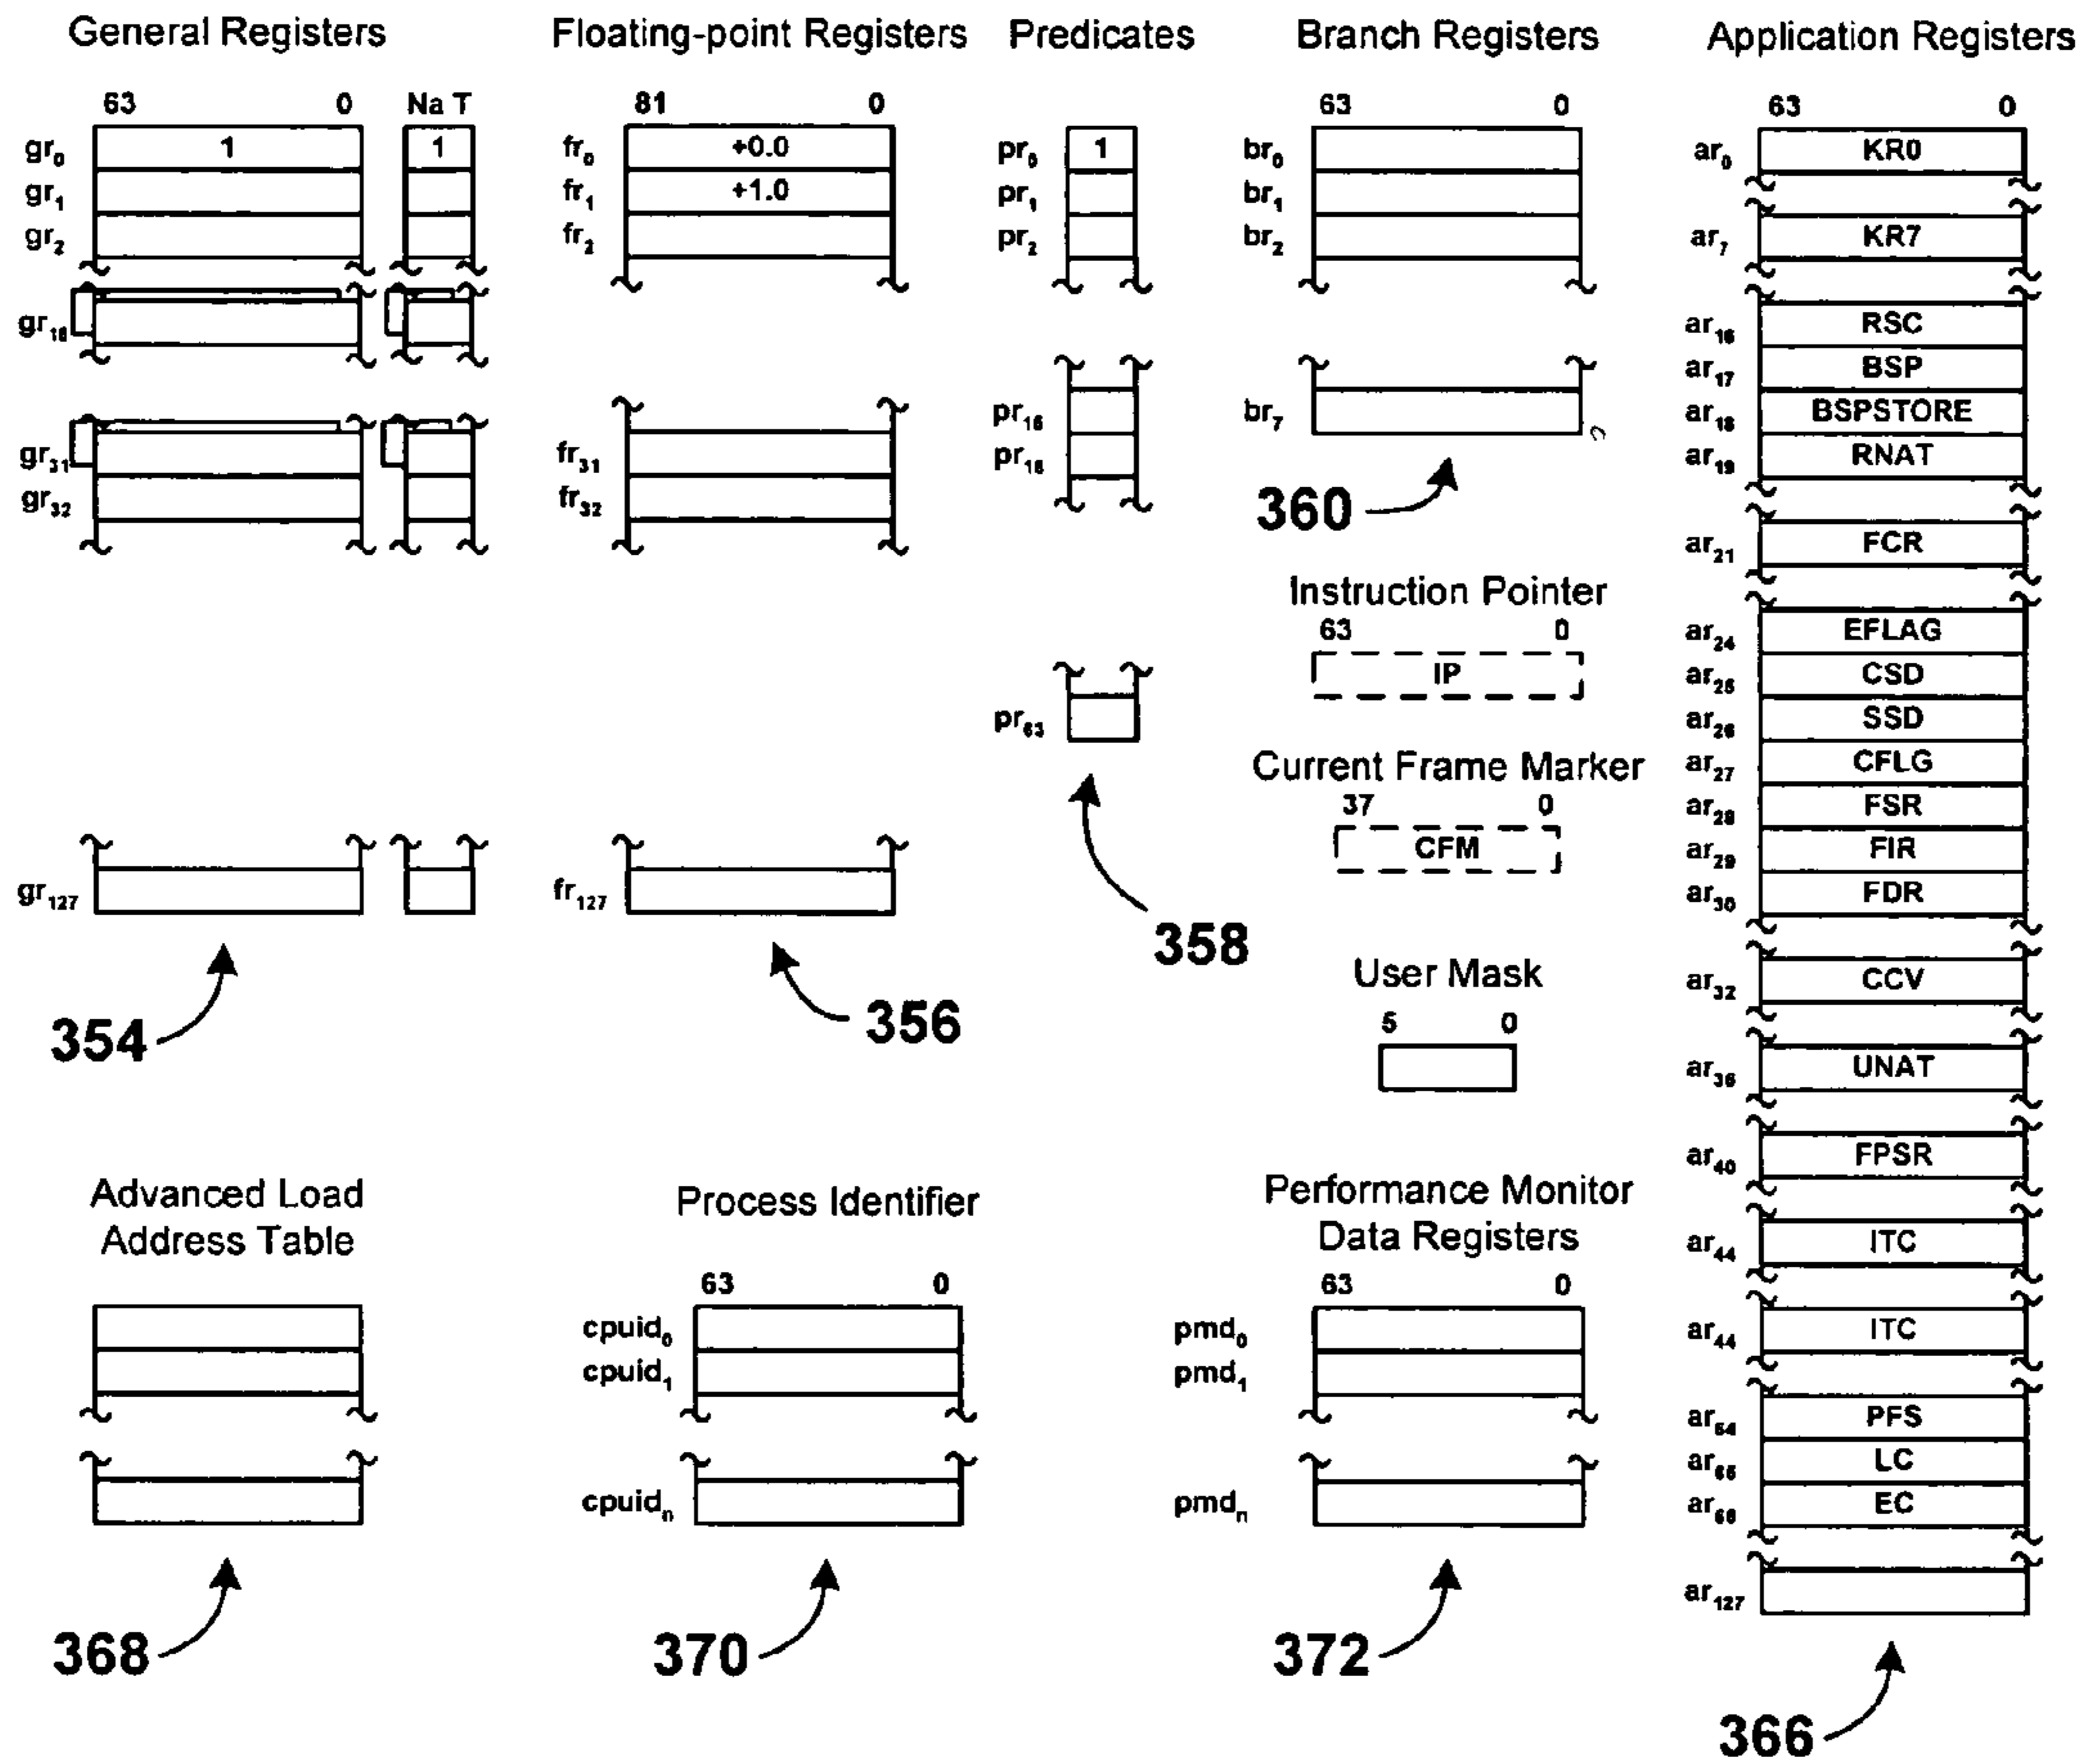 General Registers
63 0 Na T
gr0 1 1
gr1
gr2
gr16
gr31
gr32
gr127
354
Floating-point Registers
81 0
fr0 +0.0
fr1 +1.0
fr2
fr31
fr32
fr127
356
Predicates
pr0 1
pr1
pr2
pr16
pr16
pr63
358
Branch Registers
63 0
br0
br1
br2
br7
360
Instruction Pointer
63 0
IP
Current Frame Marker
37 0
CFM
User Mask
5 0
Application Registers
63 0
ar0 KR0
ar7 KR7
ar16 RSC
ar17 BSP
ar18 BSPSTORE
ar19 RNAT
ar21 FCR
ar24 EFLAG
ar25 CSD
ar26 SSD
ar27 CFLG
ar28 FSR
ar29 FIR
ar30 FDR
ar32 CCV
ar36 UNAT
ar40 FPSR
ar44 ITC
ar44 ITC
ar64 PFS
ar65 LC
ar66 EC
ar127
366
Advanced Load
Address Table
368
Process Identifier
63 0
cpuid0
cpuid1
cpuidn
370
Performance Monitor
Data Registers
63 0
pmd0
pmd1
pmdn
372